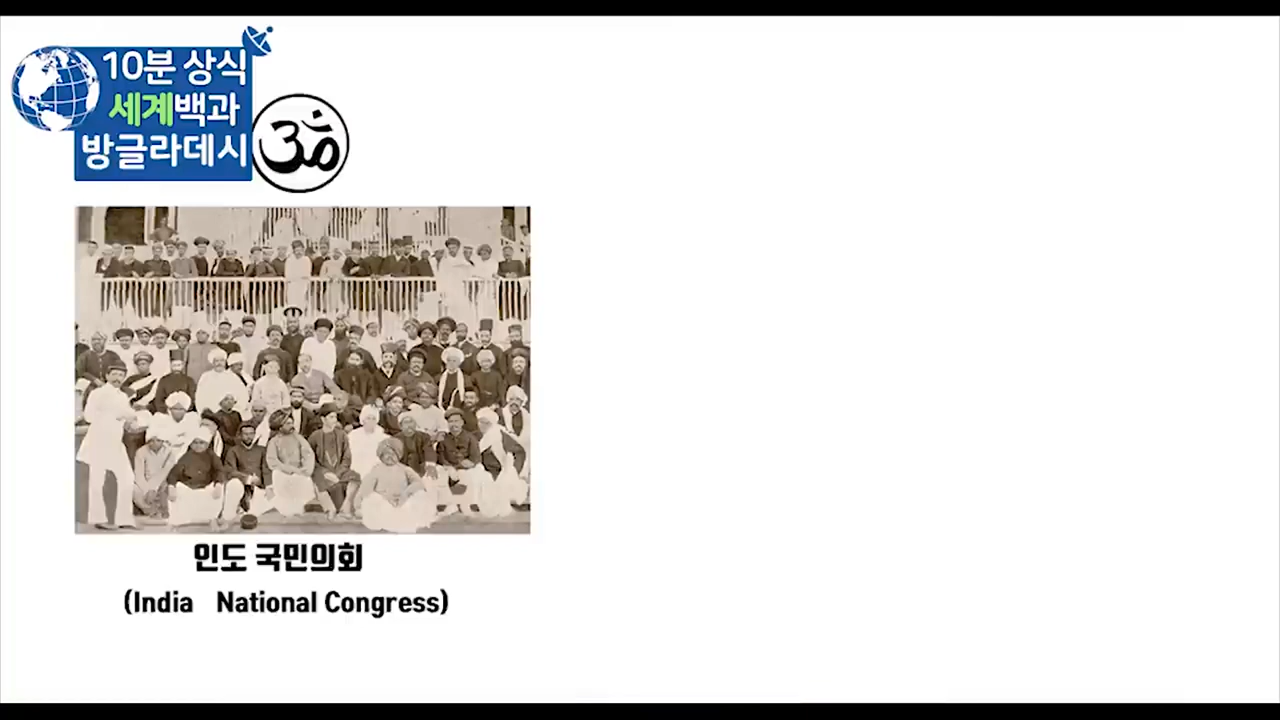 10분 상식
세계백과
방글라데시
ॐ
인도 국민의회
(India National Congress)